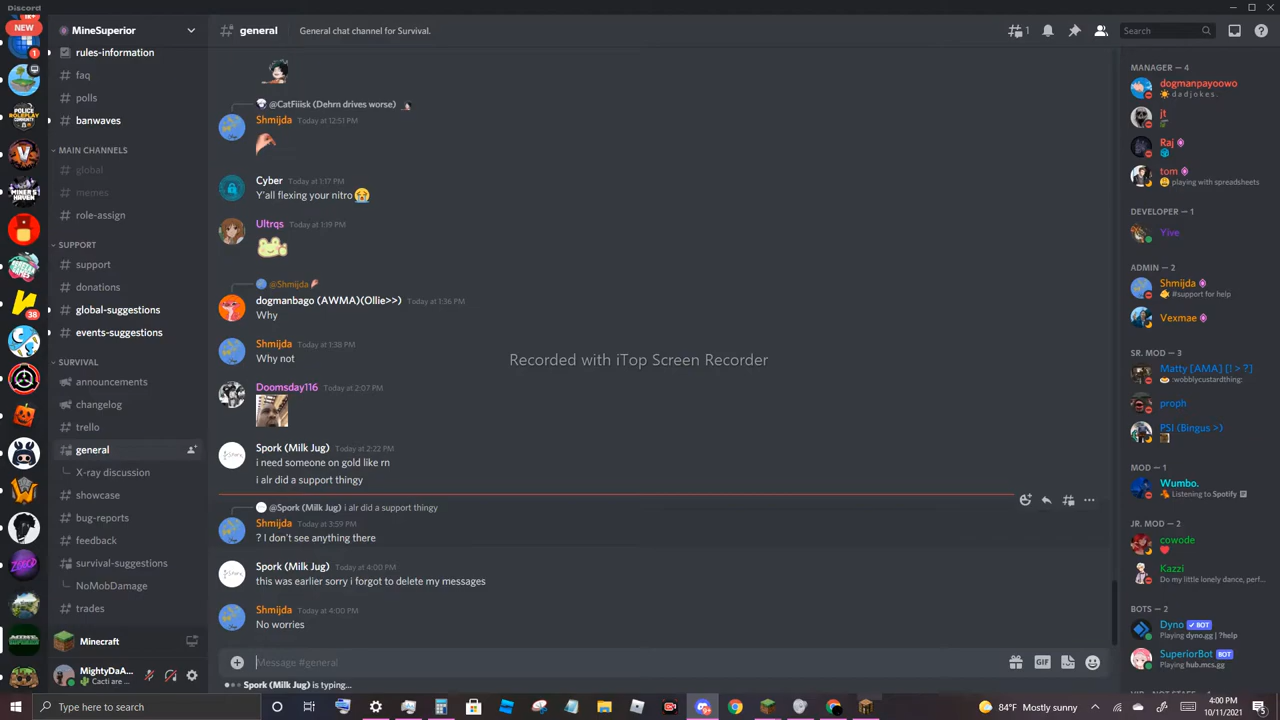 Discord
NEW
MineSuperior
rules-information
faq
polls
banwaves
MAIN CHANNELS
global
memes
role-assign
SUPPORT
support
donations
global-suggestions
events-suggestions
SURVIVAL
announcements
changelog
trello
general
X-ray discussion
showcase
bug-reports
feedback
survival-suggestions
NoMobDamage
trades
Minecraft
MightyDaA...
Cacti are ...
1
38
general
General chat channel for Survival.
1
Search
@CatFiiisk (Dehrn drives worse)
Shmijda Today at 12:51 PM
Cyber Today at 1:17 PM
Y'all flexing your nitro😭
Ultrqs Today at 1:19 PM
@Shmijda
dogmanbago (AWMA)(Ollie>>) Today at 1:36 PM
Why
Shmijda Today at 1:38 PM
Why not
Recorded with iTop Screen Recorder
Doomsday116 Today at 2:07 PM
Spork (Milk Jug) Today at 2:22 PM
i need someone on gold like rn
i alr did a support thingy
@Spork (Milk Jug) i alr did a support thingy
Shmijda Today at 3:59 PM
? I don't see anything there
Spork (Milk Jug) Today at 4:00 PM
this was earlier sorry i forgot to delete my messages
Shmijda Today at 4:00 PM
No worries
Message #general
GIF
Spork (Milk Jug) is typing...
MANAGER — 4
dogmanpayoowo
d a d j o k e s .
jt
Raj
tom
playing with spreadsheets
DEVELOPER — 1
Yive
ADMIN — 2
Shmijda
#support for help
Vexmae
SR. MOD — 3
Matty [AMA] [! > ?]
:wobblycustardthing:
proph
PSI (Bingus >)
MOD — 1
Wumbo.
Listening to Spotify
JR. MOD — 2
cowode
Kazzi
Do my little lonely dance, perf...
BOTS — 2
Dyno ✓ BOT
Playing dyno.gg | ?help
SuperiorBot BOT
Playing hub.mcs.gg
Type here to search
84°F Mostly sunny
4:00 PM
10/11/2021